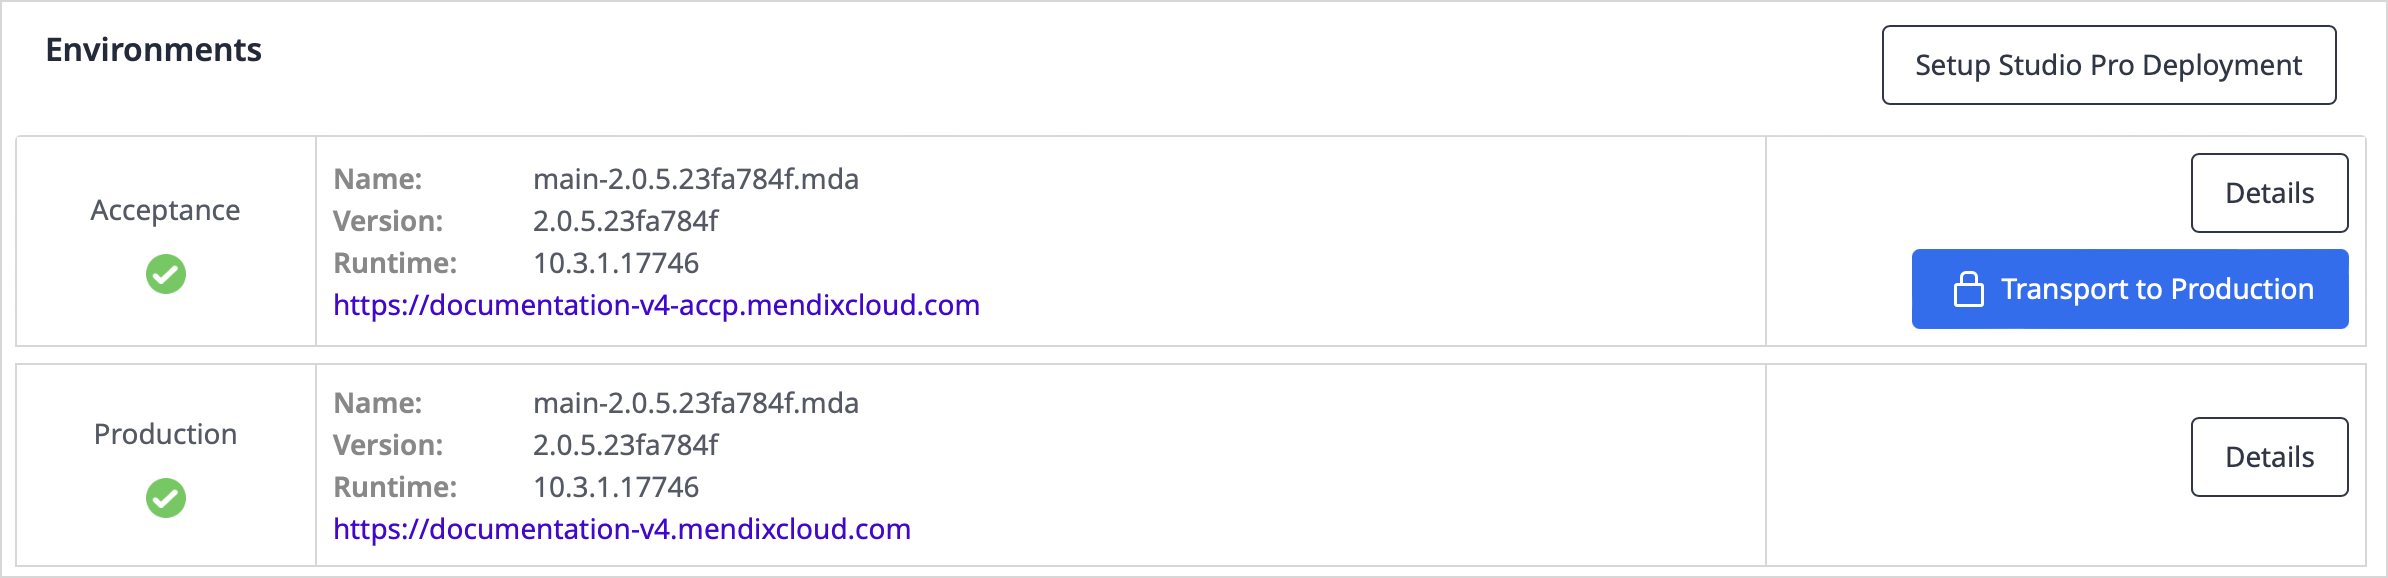 Environments
Setup Studio Pro Deployment
Acceptance
Name: main-2.0.5.23fa784f.mda
Version: 2.0.5.23fa784f
Runtime: 10.3.1.17746
https://documentation-v4-accp.mendixcloud.com
Details
Transport to Production
Production
Name: main-2.0.5.23fa784f.mda
Version: 2.0.5.23fa784f
Runtime: 10.3.1.17746
https://documentation-v4.mendixcloud.com
Details